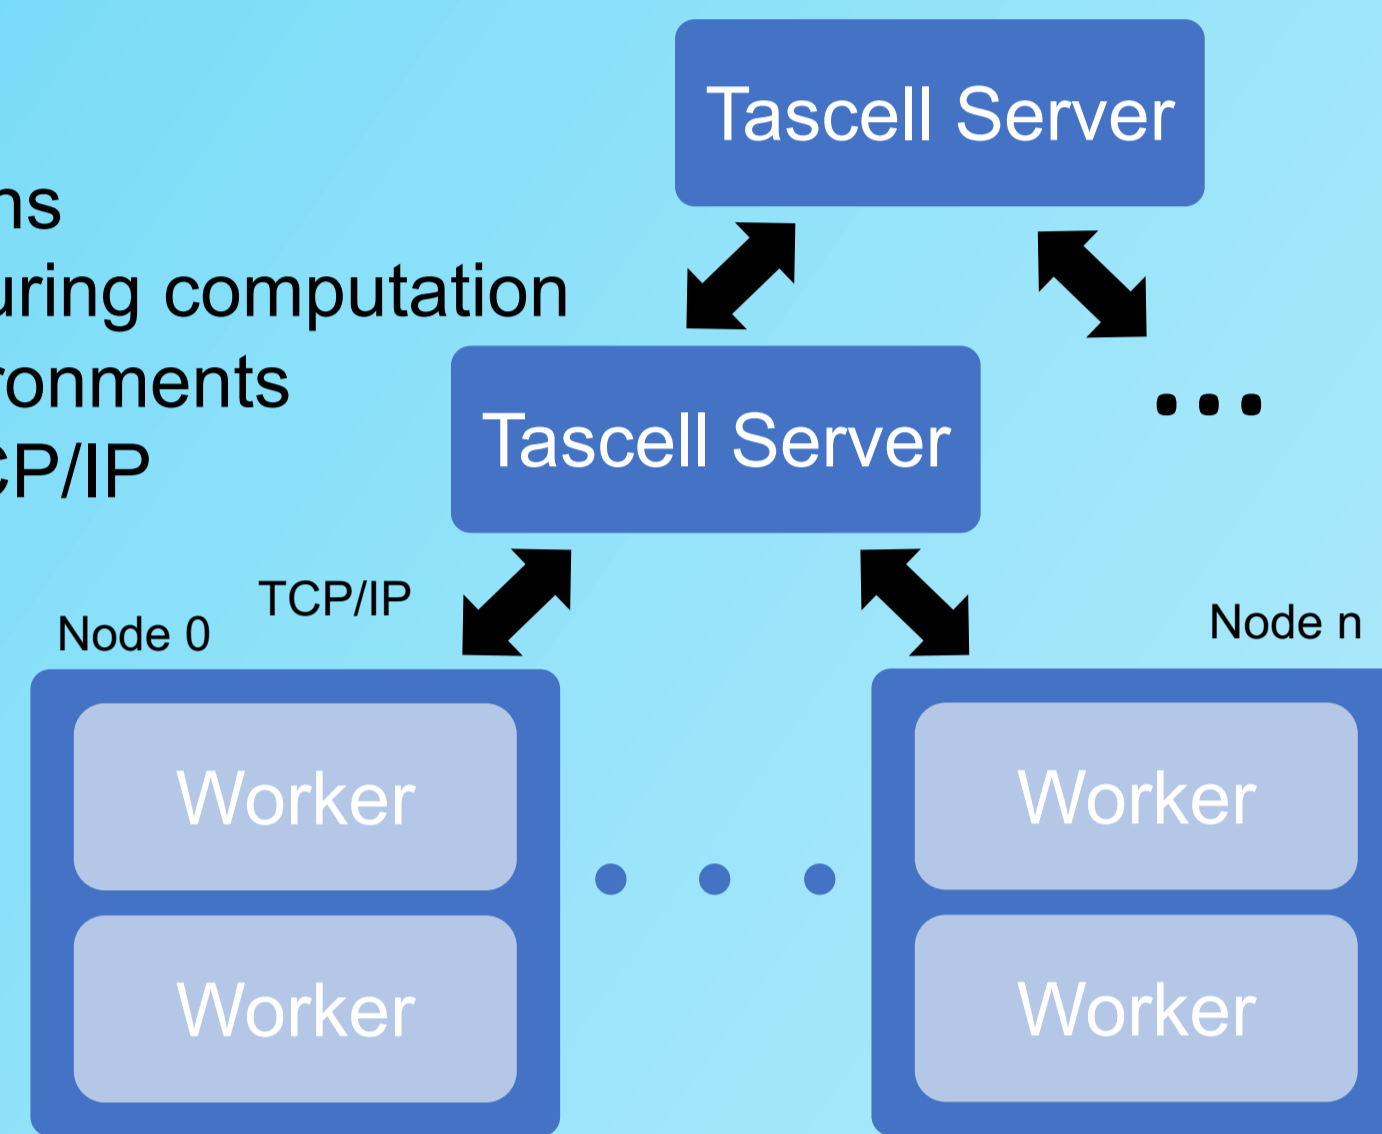 Tascell Server
ns
uring computation
ronments
CP/IP
Tascell Server
...
TCP/IP
Node 0
Node n
Worker
Worker
Worker
Worker